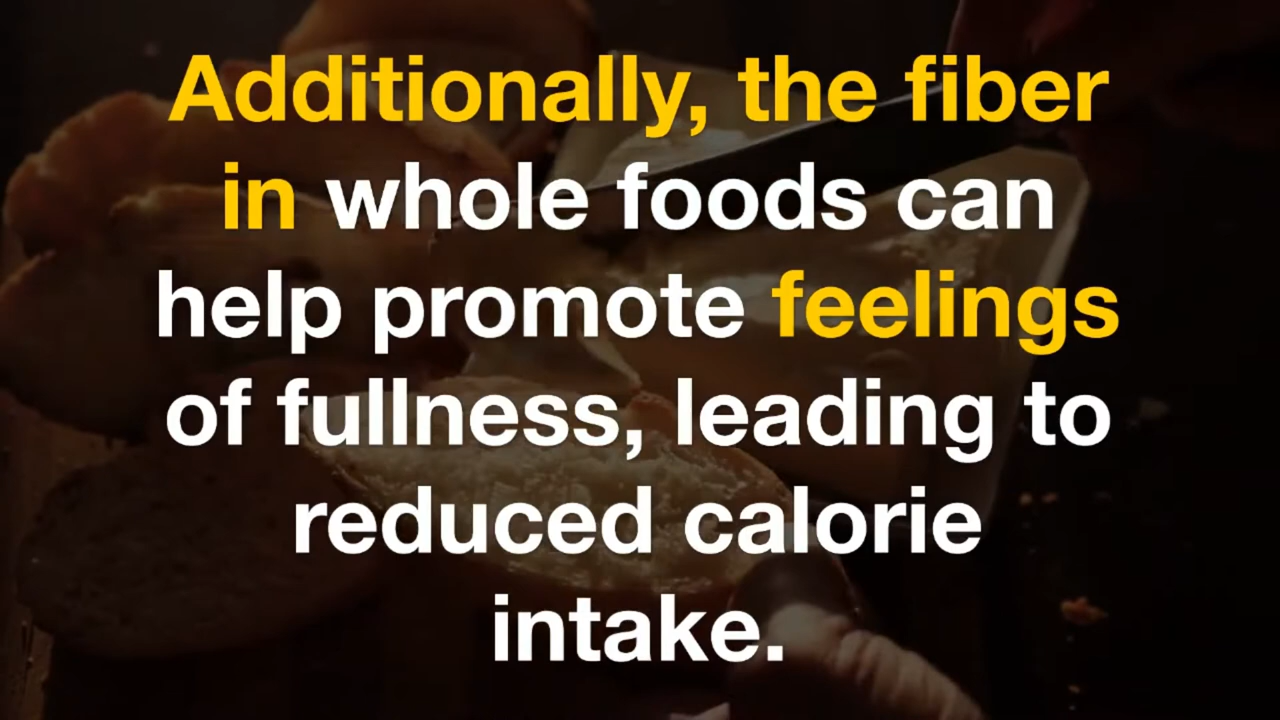 Additionally, the fiber
in whole foods can
help promote feelings
of fullness, leading to
reduced calorie
intake.